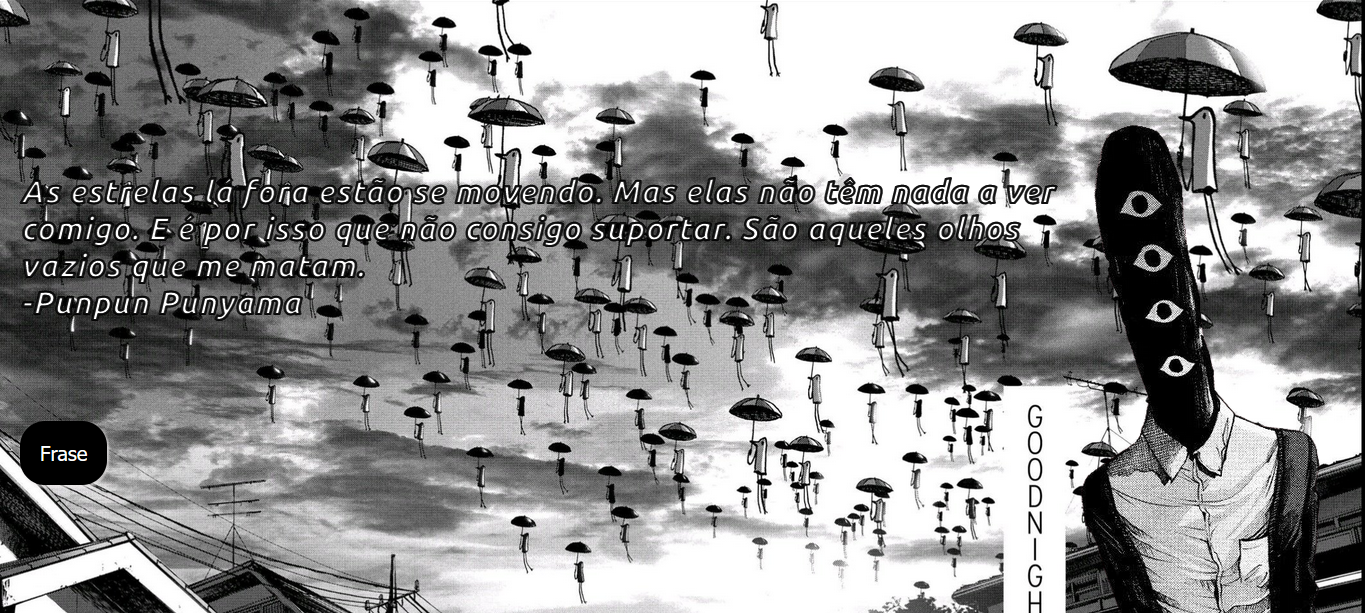 As estrelas lá fora estão se movendo. Mas elas não têm nada a ver
comigo. E é por isso que não consigo suportar. São aqueles olhos
vazios que me matam.
-Punpun Punyama
Frase
GOODNIGH